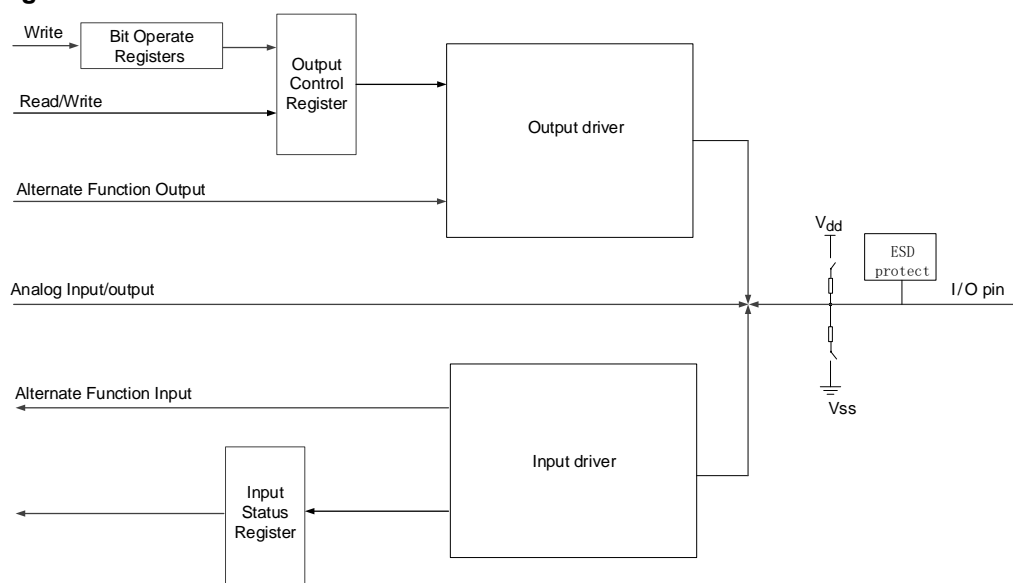 Write
Bit Operate
Registers
Output
Control
Register
Read/Write
Output driver
Alternate Function Output
Vdd
ESD
protect
Analog Input/output
I/O pin
Alternate Function Input
Vss
Input driver
Input
Status
Register